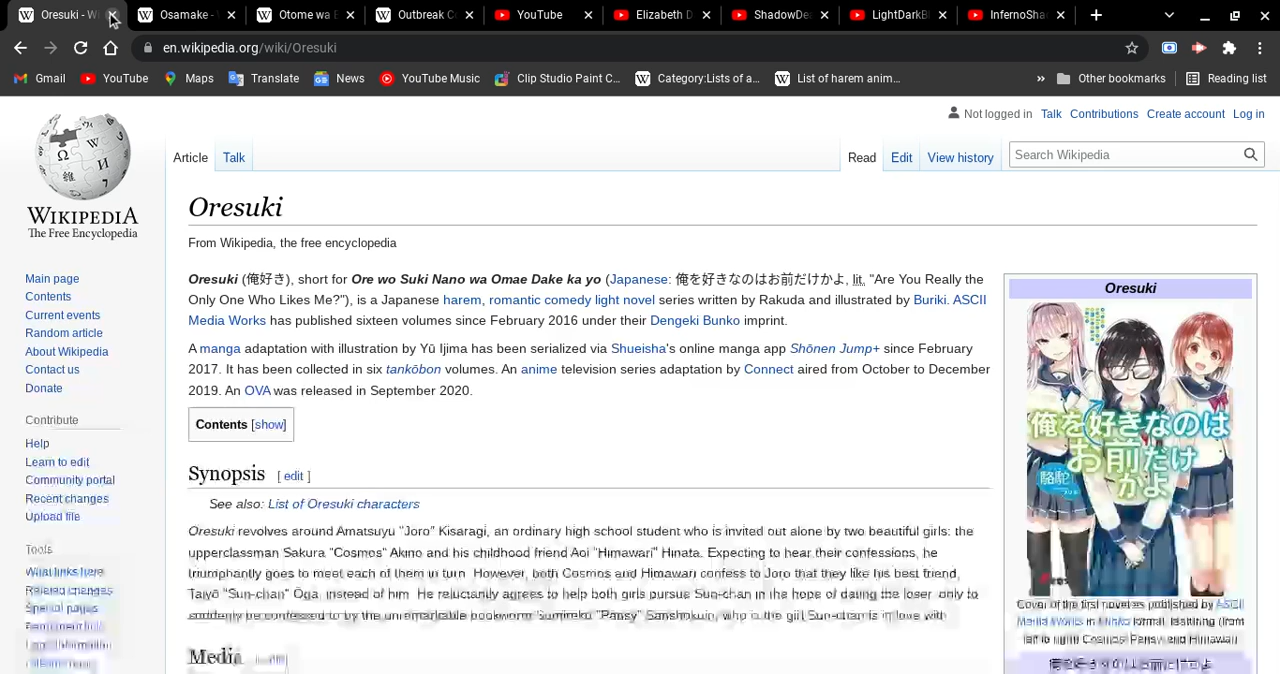 Oresuki - W
Osamake -
Otome wa
Outbreak C
YouTube
Elizabeth D
ShadowDea
LightDarkB
InfernoSha
en.wikipedia.org/wiki/Oresuki
Gmail
YouTube
Maps
Translate
News
YouTube Music
Clip Studio Paint C...
Category:Lists of a...
List of harem anim...
»
Other bookmarks
Reading list
Not logged in Talk Contributions Create account Log in
Article Talk
Read Edit View history
Search Wikipedia
WIKIPEDIA
The Free Encyclopedia
Main page
Contents
Current events
Random article
About Wikipedia
Contact us
Donate
Contribute
Help
Learn to edit
Community portal
Recent changes
Upload file
Tools
What links here
Related changes
Special pages
Oresuki
From Wikipedia, the free encyclopedia
Oresuki (俺好き), short for Ore wo Suki Nano wa Omae Dake ka yo (Japanese: 俺を好きなのはお前だけかよ, lit. "Are You Really the
Only One Who Likes Me?"), is a Japanese harem, romantic comedy light novel series written by Rakuda and illustrated by Buriki. ASCII
Media Works has published sixteen volumes since February 2016 under their Dengeki Bunko imprint.
A manga adaptation with illustration by Yū Ijima has been serialized via Shueisha's online manga app Shōnen Jump+ since February
2017. It has been collected in six tankōbon volumes. An anime television series adaptation by Connect aired from October to December
2019. An OVA was released in September 2020.
Contents [show]
Synopsis [ edit ]
See also: List of Oresuki characters
Oresuki revolves around Amatsuyu "Joro" Kisaragi, an ordinary high school student who is invited out alone by two beautiful girls: the
upperclassman Sakura "Cosmos" Akino and his childhood friend Aoi "Himawari" Hinata. Expecting to hear their confessions, he
triumphantly goes to meet each of them in turn. However, both Cosmos and Himawari confess to Joro that they like his best friend,
Taiyō "Sun-chan" Ōga, instead of him. He reluctantly agrees to help both girls pursue Sun-chan in the hope of dating the loser, only to
suddenly be confessed to by the unremarkable bookworm Sumireko "Pansy" Sanshokuin, who is the girl Sun-chan is in love with
Media
Oresuki
俺を好きなのは
お前だけ
かよ
駱駝
Cover of the first novel as published by ASCII
Media Works in format, featuring (from
left to right) Cosmos, Pansy, and Himawari
俺を好きなのはお前だけかよ